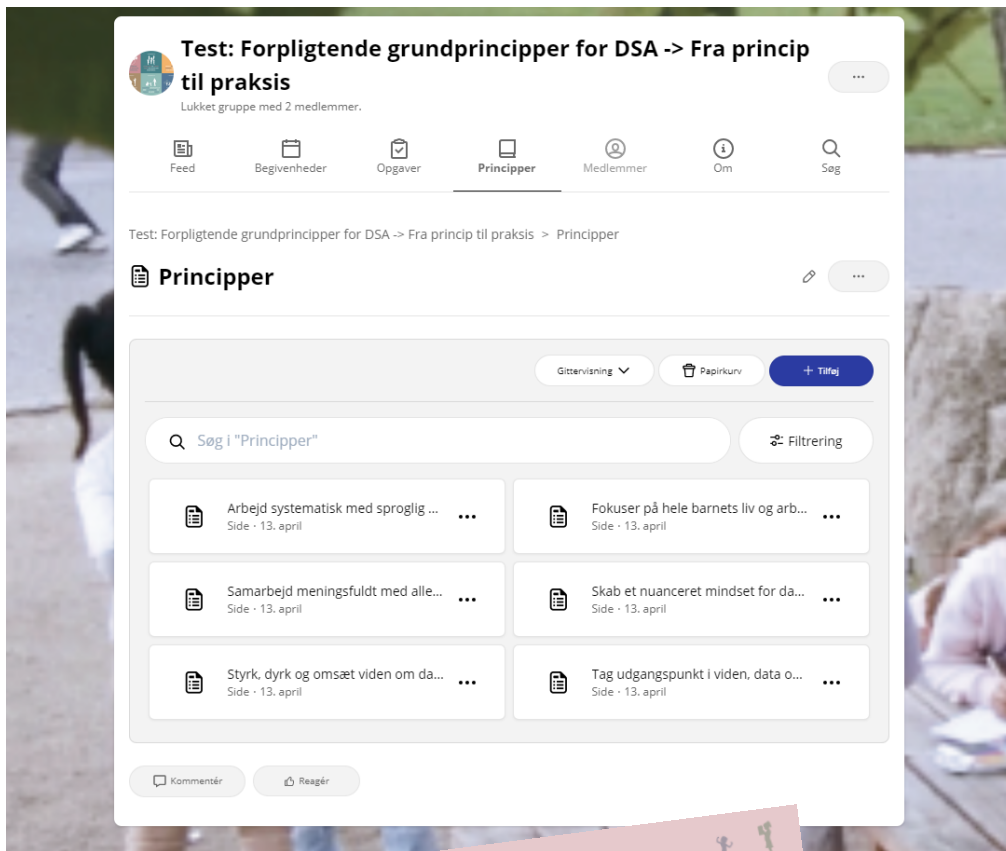 Test: Forpligtende grundprincipper for DSA -> Fra princip
til praksis
Lukket gruppe med 2 medlemmer.
Feed
Begivenheder
Opgaver
Principper
Medlemmer
Om
Søg
Test: Forpligtende grundprincipper for DSA -> Fra princip til praksis > Principper
Principper
Gittervisning
Papirkurv
+ Tilføj
Søg i "Principper"
Filtrering
Arbejd systematisk med sproglig ...
Side · 13. april
Fokuser på hele barnets liv og arb...
Side · 13. april
Samarbejd meningsfuldt med alle...
Side · 13. april
Skab et nuanceret mindset for da...
Side · 13. april
Styrk, dyrk og omsæt viden om da...
Side · 13. april
Tag udgangspunkt i viden, data o...
Side · 13. april
Kommentér
Reagér